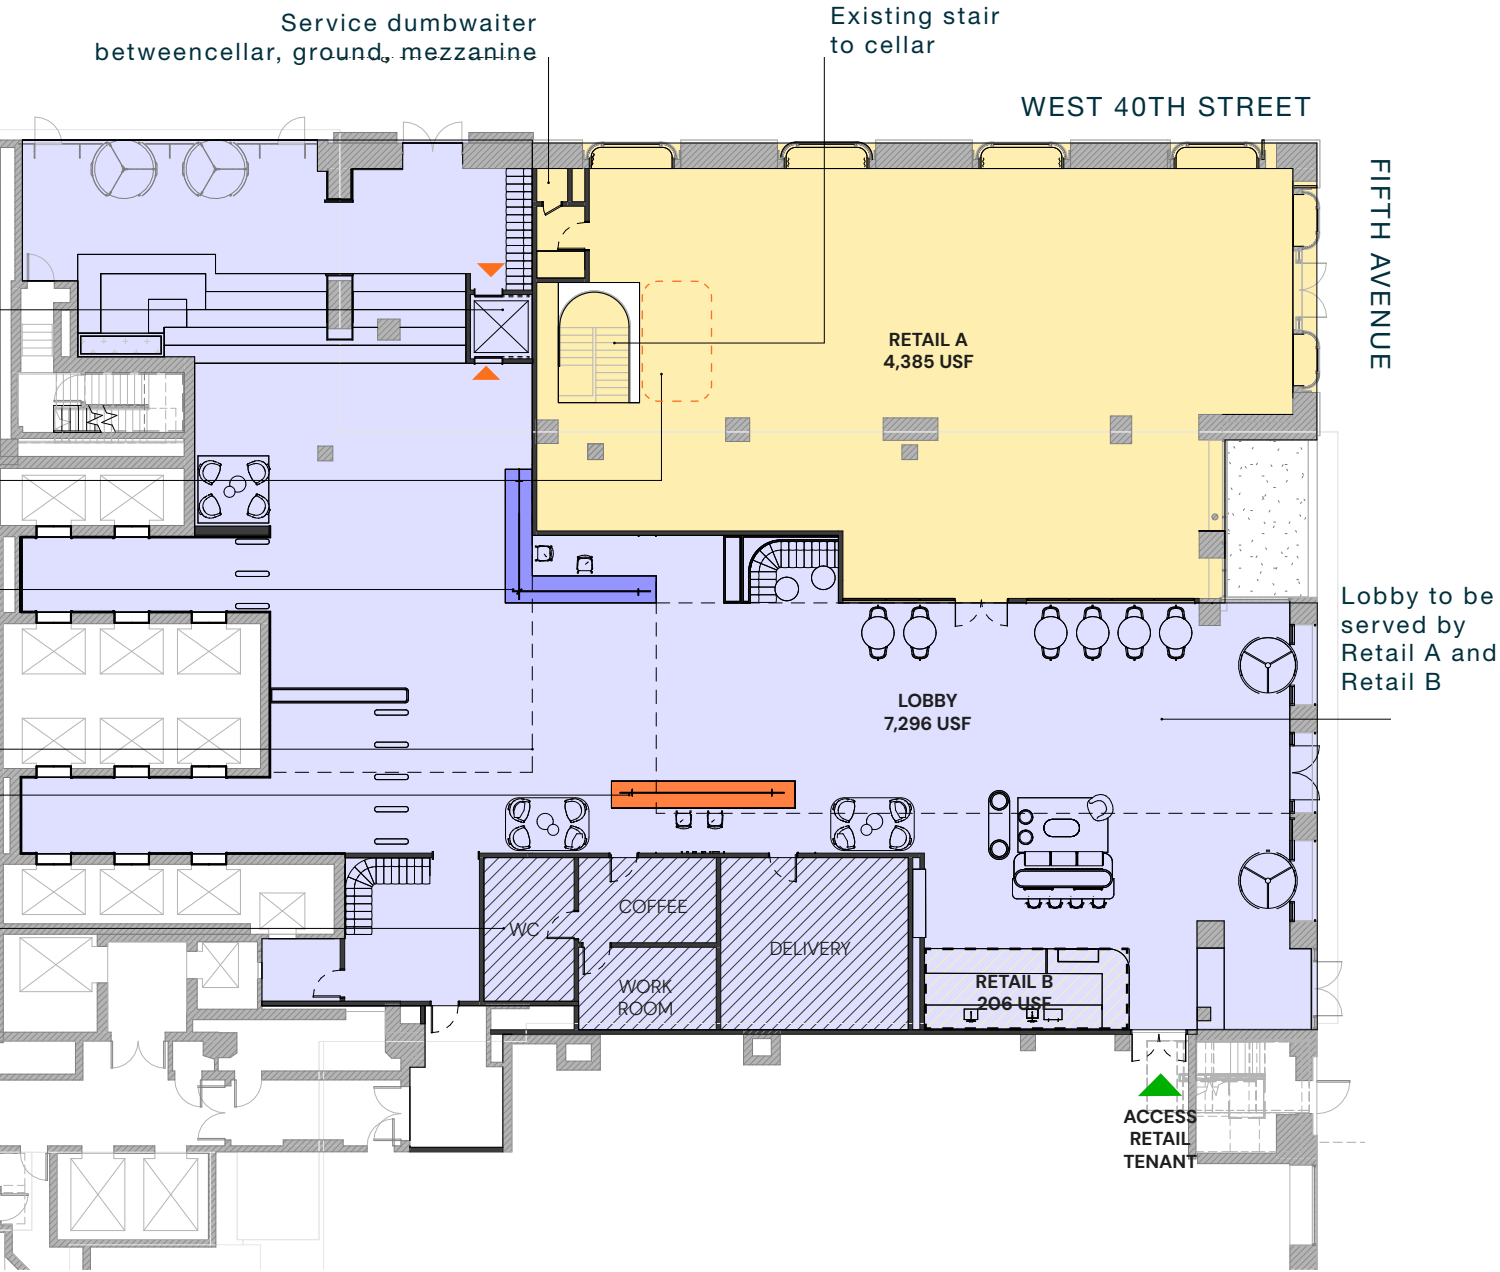 Service dumbwaiter
betweencellar, ground, mezzanine
Existing stair
to cellar
WEST 40TH STREET
FIFTH AVENUE
RETAIL A
4,385 USF
Lobby to be
served by
Retail A and
Retail B
LOBBY
7,296 USF
COFFEE
WC
DELIVERY
WORK
ROOM
RETAIL B
206 USF
ACCESS
RETAIL
TENANT